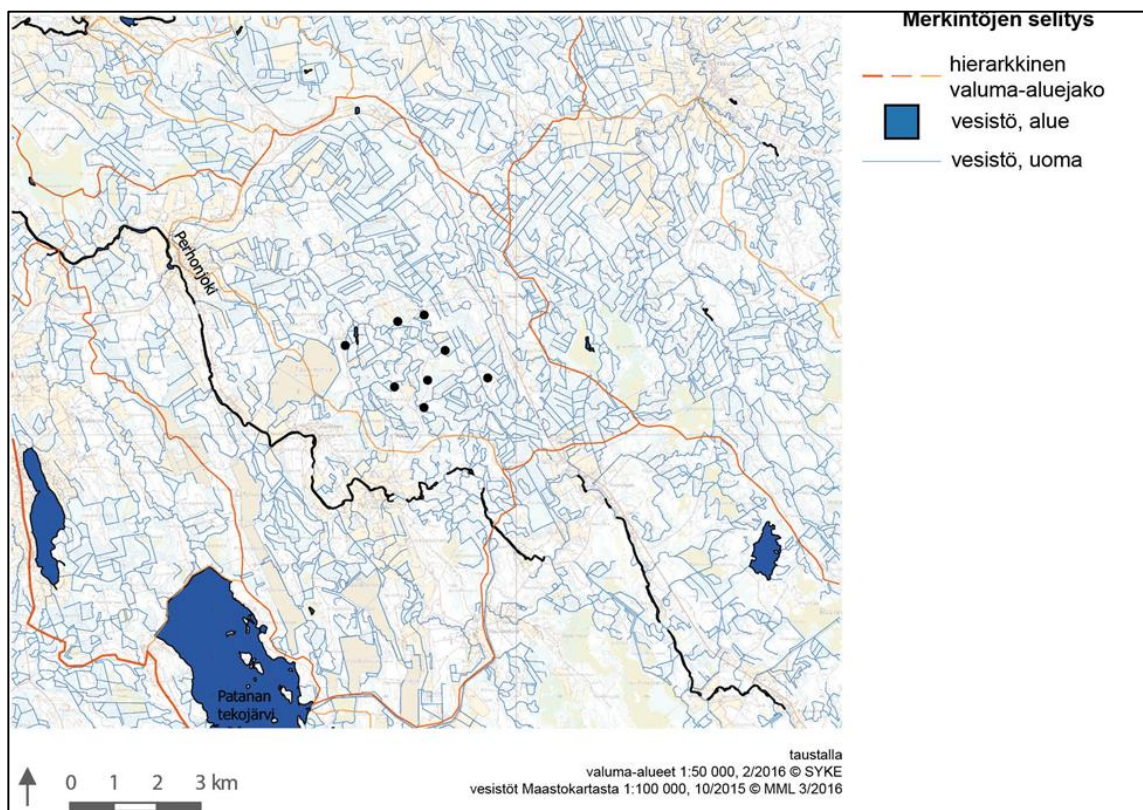 Merkintöjen selitys
hierarkkinen
valuma-aluejako
vesistö, alue
vesistö, uoma
Perhonjoki
Patanan
tekojärvi
0 1 2 3 km
taustalla
valuma-alueet 1:50 000, 2/2016 © SYKE
vesistöt Maastokartasta 1:100 000, 10/2015 © MML 3/2016